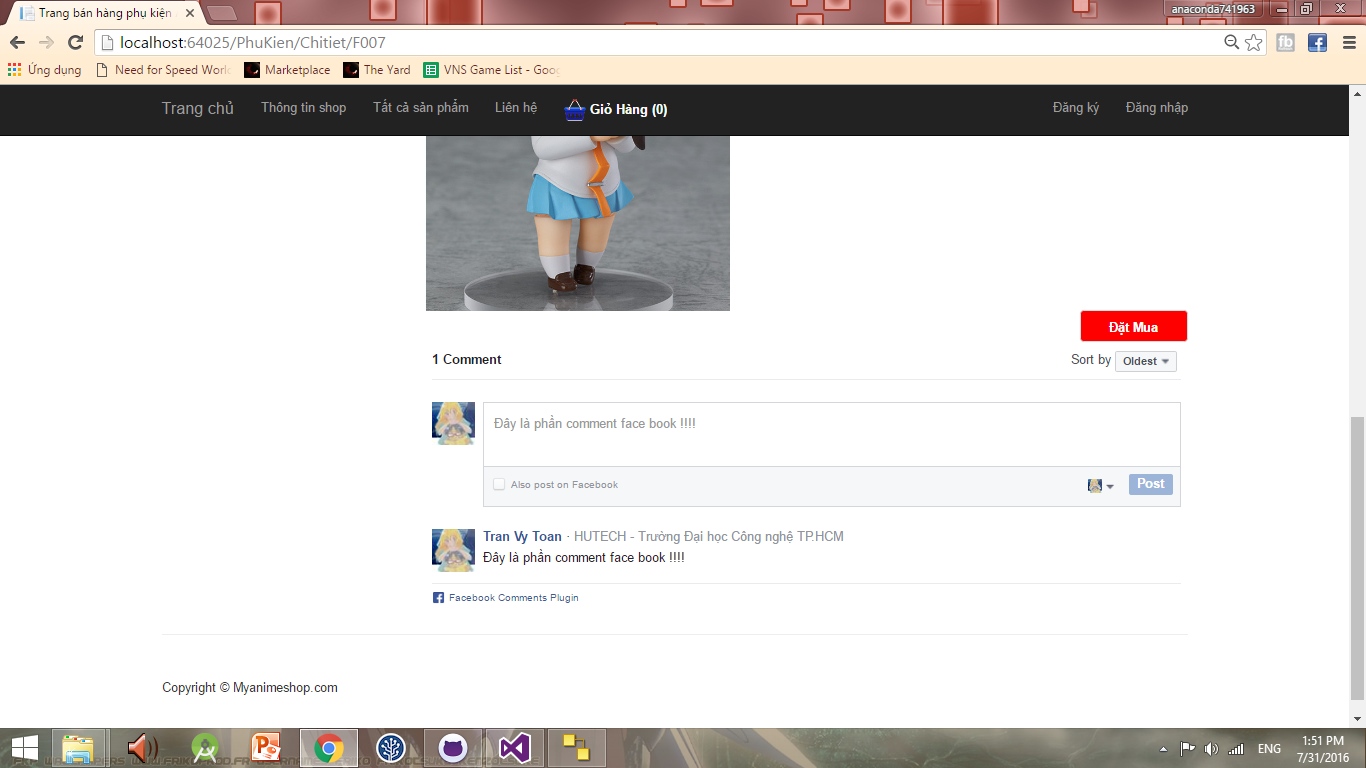 Trang bán hàng phụ kiện
anaconda741963
localhost:64025/PhuKien/Chitiet/F007
Ứng dụng Need for Speed World Marketplace The Yard VNS Game List - Goog
Trang chủ Thông tin shop Tất cả sản phẩm Liên hệ Giỏ Hàng (0) Đăng ký Đăng nhập
Đặt Mua
1 Comment Sort by Oldest
Đây là phần comment face book !!!!
Also post on Facebook Post
Tran Vy Toan · HUTECH - Trường Đại học Công nghệ TP.HCM
Đây là phần comment face book !!!!
Facebook Comments Plugin
Copyright © Myanimeshop.com
ENG 1:51 PM
7/31/2016